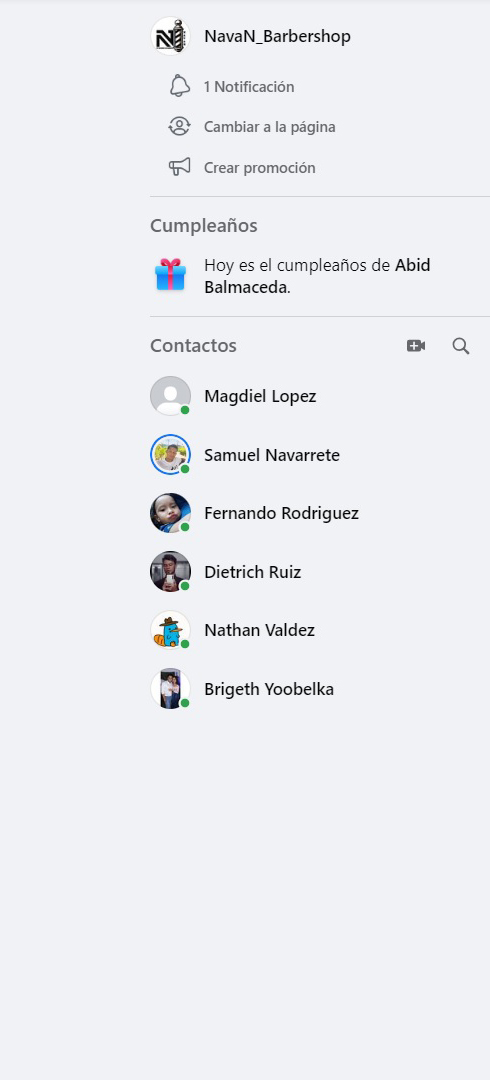 NavaN_Barbershop
1 Notificación
Cambiar a la página
Crear promoción
Cumpleaños
Hoy es el cumpleaños de Abid
Balmaceda.
Contactos
Magdiel Lopez
Samuel Navarrete
Fernando Rodriguez
Dietrich Ruiz
Nathan Valdez
Brigeth Yoobelka